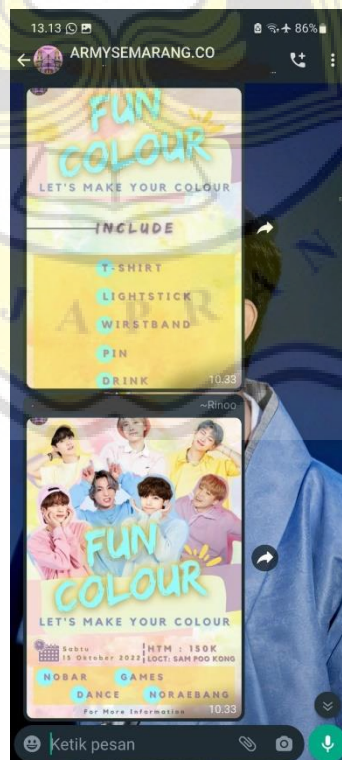 13.13 86%
ARMYSEMARANG.CO
FUN
COLOUR
LET'S MAKE YOUR COLOUR
INCLUDE
T-SHIRT
LIGHTSTICK
WIRSTBAND
PIN
DRINK 10.33
~Rinoo
FUN
COLOUR
LET'S MAKE YOUR COLOUR
Sabtu HTM : 150K
15 Oktober 2022 LOCT: SAM POO KONG
NOBAR GAMES
DANCE NORAEBANG
For More Information 10.33
Ketik pesan